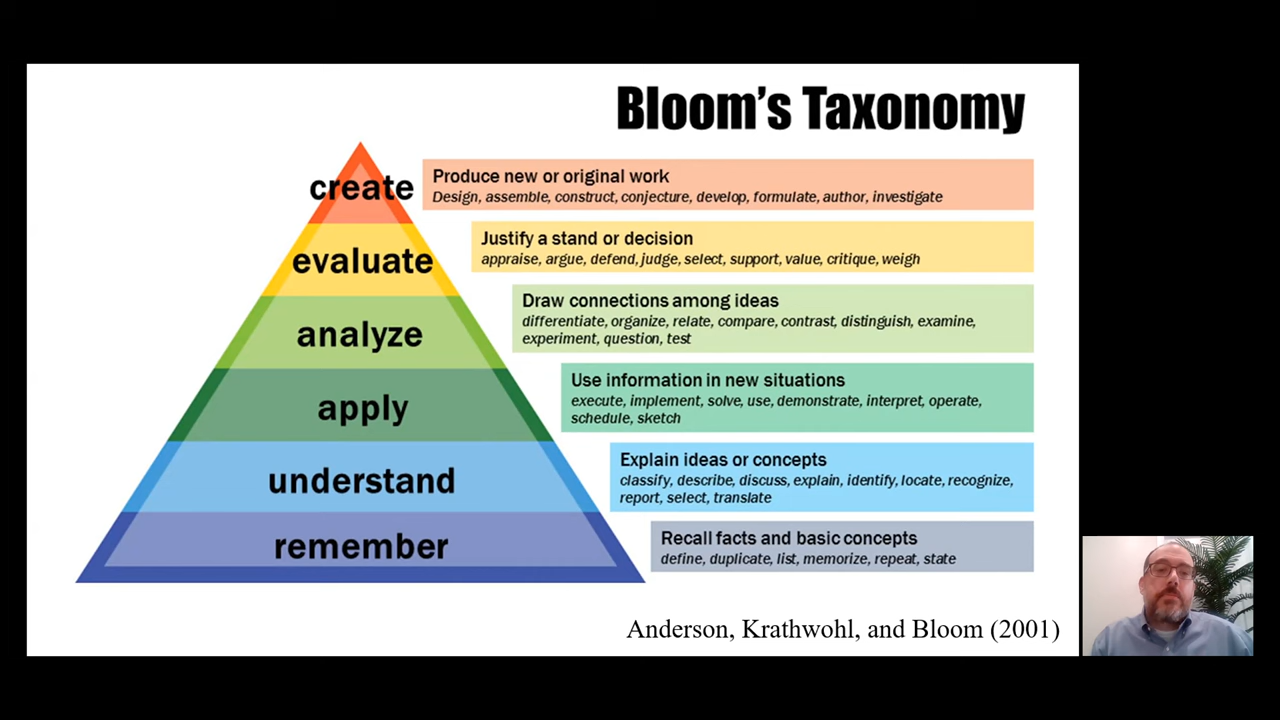 Bloom's Taxonomy
create
Produce new or original work
Design, assemble, construct, conjecture, develop, formulate, author, investigate
evaluate
Justify a stand or decision
appraise, argue, defend, judge, select, support, value, critique, weigh
analyze
Draw connections among ideas
differentiate, organize, relate, compare, contrast, distinguish, examine,
experiment, question, test
apply
Use information in new situations
execute, implement, solve, use, demonstrate, interpret, operate,
schedule, sketch
understand
Explain ideas or concepts
classify, describe, discuss, explain, identify, locate, recognize,
report, select, translate
remember
Recall facts and basic concepts
define, duplicate, list, memorize, repeat, state
Anderson, Krathwohl, and Bloom (2001)